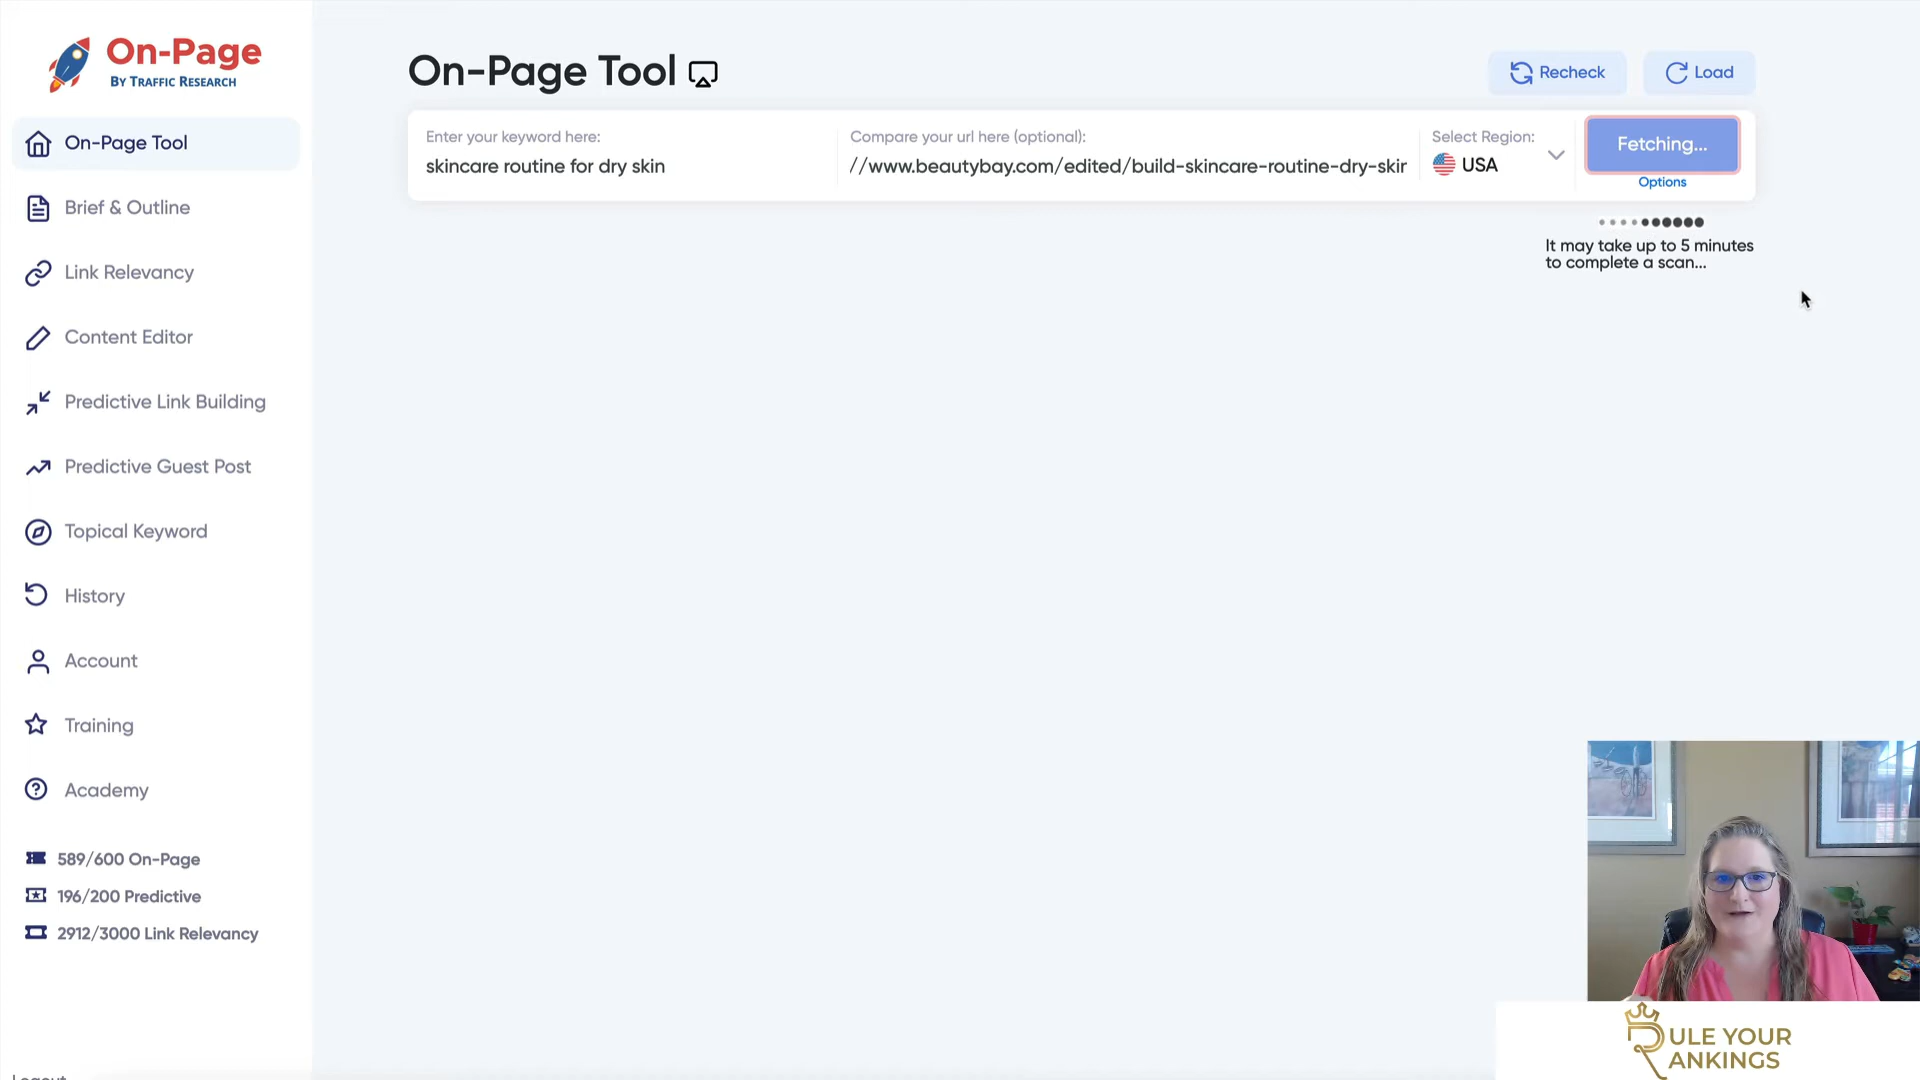 On-Page
BY TRAFFIC RESEARCH
On-Page Tool
Brief & Outline
Link Relevancy
Content Editor
Predictive Link Building
Predictive Guest Post
Topical Keyword
History
Account
Training
Academy
589/600 On-Page
196/200 Predictive
2912/3000 Link Relevancy
On-Page Tool
Recheck
Load
Enter your keyword here:
skincare routine for dry skin
Compare your url here (optional):
//www.beautybay.com/edited/build-skincare-routine-dry-skir
Select Region:
USA
Fetching...
Options
It may take up to 5 minutes
to complete a scan...
RULE YOUR
RANKINGS